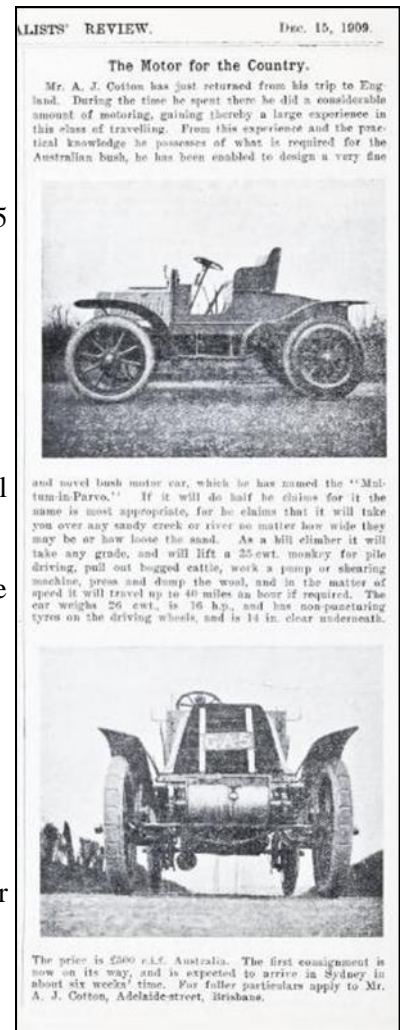 ALISTS' REVIEW. DEC. 15, 1909.
The Motor for the Country.
Mr. A. J. Cotton has just returned from his trip to Eng-
land. During the time he spent there he did a considerable
amount of motoring, gaining thereby a large experience in
this class of travelling. From this experience and the prac-
tical knowledge he possesses of what is required for the
Australian bush, he has been enabled to design a very fine
5
and novel bush motor car, which he has named the "Mul-
tum-in-Parvo." If it will do half he claims for it the
name is most appropriate, for he claims that it will take
you over any sandy creek or river no matter how wide they
may be or how loose the sand. As a hill climber it will
take any grade, and will lift a 25-cwt. monkey for pile
driving, pull out bogged cattle, work a pump or shearing
machine, press and dump the wool, and in the matter of
speed it will travel up to 40 miles an hour if required. The
car weighs 26 cwt., is 16 h.p., and has non-puncturing
tyres on the driving wheels, and is 14 in. clear underneath.
l
e
r
The price is £500 c.i.f. Australia. The first consignment is
now on its way, and is expected to arrive in Sydney in
about six weeks' time. For fuller particulars apply to Mr.
A. J. Cotton, Adelaide-street, Brisbane.